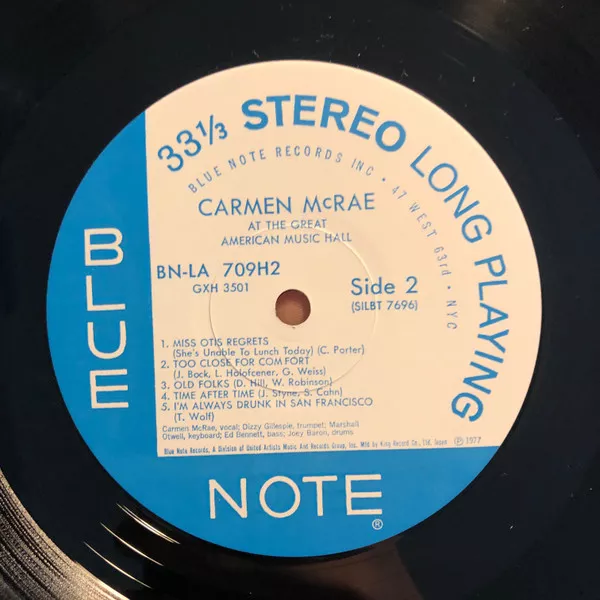 33⅓ STEREO LONG PLAYING
BLUE NOTE RECORDS INC • 47 WEST 63rd • NYC
CARMEN McRAE
AT THE GREAT
AMERICAN MUSIC HALL
BN-LA 709H2
GXH 3501
Side 2
(SILBT 7696)
1. MISS OTIS REGRETS
(She's Unable To Lunch Today) (C. Porter)
2. TOO CLOSE FOR COMFORT
(J. Bock, L. Holofcener, G. Weiss)
3. OLD FOLKS (D. Hill, W. Robinson)
4. TIME AFTER TIME (J. Styne, S. Cahn)
5. I'M ALWAYS DRUNK IN SAN FRANCISCO
(T. Wolf)
Carmen McRae, vocal; Dizzy Gillespie, trumpet; Marshall
Otwell, keyboard; Ed Bennett, bass; Joey Baron, drums
Blue Note Records, A Division of United Artists Music And Records Group, Inc. Mfd by King Record Co., Ltd. Japan ℗ 1977
BLUE
NOTE®